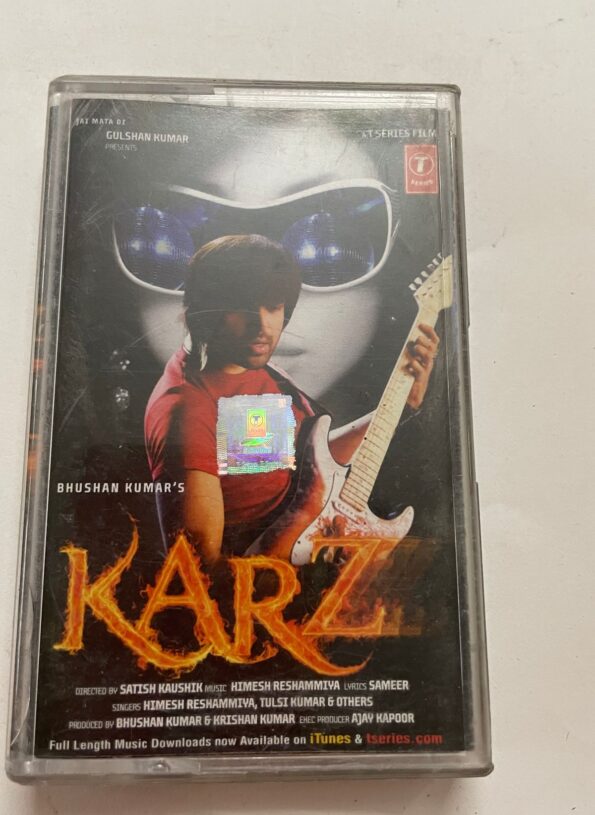 JAI MATA DI
GULSHAN KUMAR
PRESENTS
A T SERIES FILM
T
SERIES
BHUSHAN KUMAR'S
KARZZZZ
DIRECTED BY SATISH KAUSHIK MUSIC HIMESH RESHAMMIYA LYRICS SAMEER
SINGERS HIMESH RESHAMMIYA, TULSI KUMAR & OTHERS
PRODUCED BY BHUSHAN KUMAR & KRISHAN KUMAR EXEC PRODUCER AJAY KAPOOR
Full Length Music Downloads now Available on iTunes & tseries.com